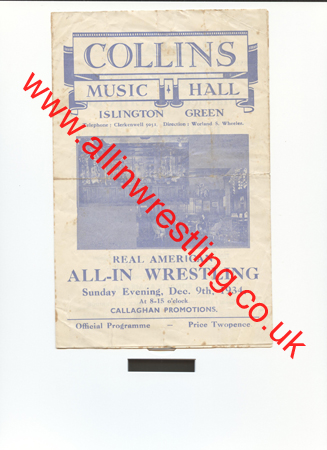 COLLINS
MUSIC HALL
ISLINGTON GREEN
Telephone : Clerkenwell Direction : Worland S. Wheeler.
REAL AMERICAN
ALL-IN WRESTLING
Sunday Evening, Dec. 9th, 1934
At 8-15 o'clock
CALLAGHAN PROMOTIONS.
Official Programme – Price Twopence
www.allinwrestling.co.uk